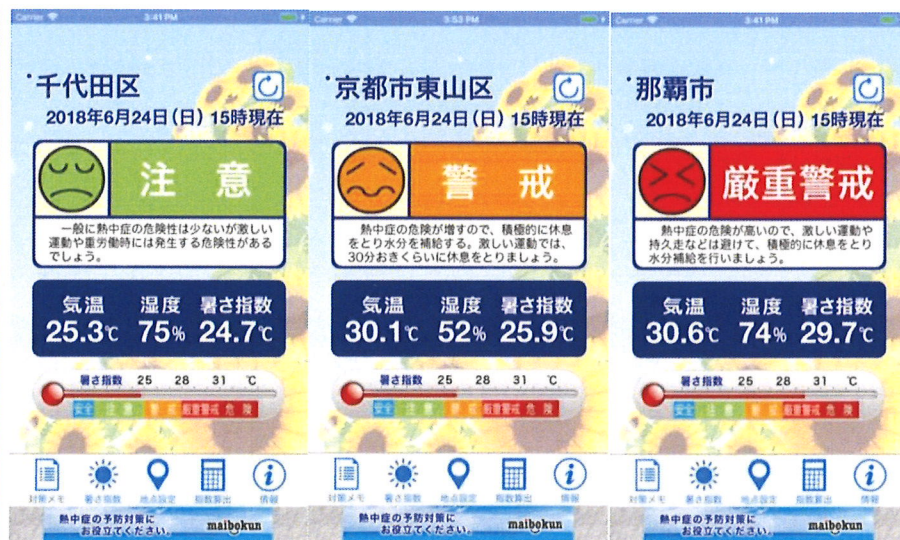 Carrier 3:41 PM
千代田区
2018年6月24日(日) 15時現在
注意
一般に熱中症の危険性は少ないが激しい
運動や重労働時には発生する危険性がある
でしょう。
気温 湿度 暑さ指数
25.3℃ 75% 24.7℃
暑さ指数 25 28 31 ℃
安全 注意 警戒 厳重警戒 危険
対策メモ 暑さ指数 地点設定 指数算出 情報
熱中症の予防対策に
お役立てください。 maibokun
Carrier 3:53 PM
京都市東山区
2018年6月24日(日) 15時現在
警戒
熱中症の危険が増すので、積極的に休息
をとり水分を補給する。激しい運動では、
30分おきくらいに休息をとりましょう。
気温 湿度 暑さ指数
30.1℃ 52% 25.9℃
暑さ指数 25 28 31 ℃
安全 注意 警戒 厳重警戒 危険
対策メモ 暑さ指数 地点設定 指数算出 情報
熱中症の予防対策に
お役立てください。 maibokun
Carrier 3:41 PM
那覇市
2018年6月24日(日) 15時現在
厳重警戒
熱中症の危険が高いので、激しい運動や
持久走などは避けて、積極的に休息をとり
水分補給を行いましょう。
気温 湿度 暑さ指数
30.6℃ 74% 29.7℃
暑さ指数 25 28 31 ℃
安全 注意 警戒 厳重警戒 危険
対策メモ 暑さ指数 地点設定 指数算出 情報
熱中症の予防対策に
お役立てください。 maibokun